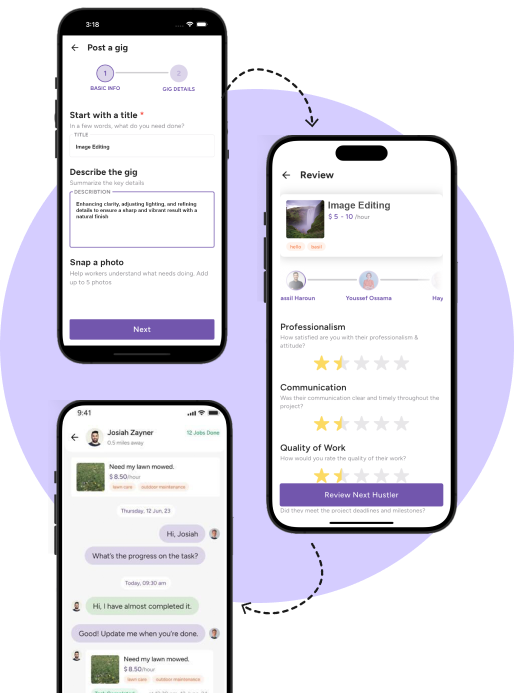 3:18
Post a gig
1
2
BASIC INFO
GIG DETAILS
Start with a title *
In a few words, what do you need done?
TITLE
Image Editing
Describe the gig
Summarize the key details
DESCRIBTION
Enhancing clarity, adjusting lighting, and refining
details to ensure a sharp and vibrant result with a
natural finish
Snap a photo
Help workers understand what needs doing. Add
up to 5 photos
Next
Review
Image Editing
$ 5 - 10 /hour
hello
lawn
assil Haroun
Youssef Ossama
Hay
Professionalism
How satisfied are you with their professionalism &
attitude?
Communication
Was their communication clear and timely throughout the
project?
Quality of Work
How would you rate the quality of their work?
Review Next Hustler
Did they meet the project deadlines and milestones?
9:41
Josiah Zayner
12 Jobs Done
0.5 miles away
Need my lawn mowed.
$ 8.50/hour
lawn care
outdoor maintenance
Thursday, 12 Jun, 23
Hi, Josiah
What's the progress on the task?
Today, 09:30 am
Hi, I have almost completed it.
Good! Update me when you're done.
Need my lawn mowed.
$ 8.50/hour
lawn care
outdoor maintenance